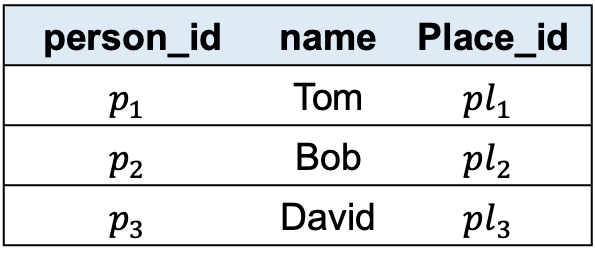 person_id name Place_id
p₁ Tom pl₁
p₂ Bob pl₂
p₃ David pl₃